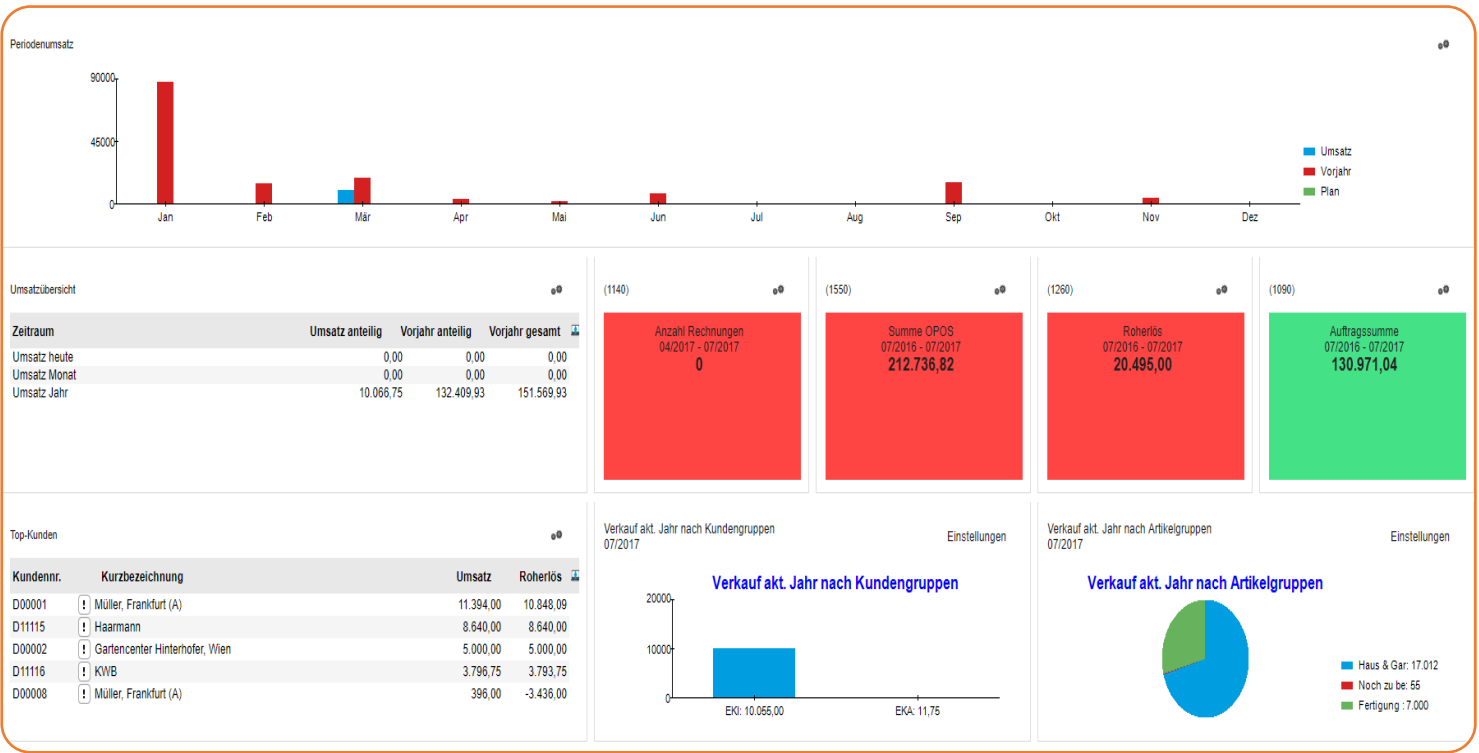 Periodenumsatz
90000
45000
0
Jan Feb Mär Apr Mai Jun Jul Aug Sep Okt Nov Dez
Umsatz
Vorjahr
Plan
Umsatzübersicht
Zeitraum Umsatz anteilig Vorjahr anteilig Vorjahr gesamt
Umsatz heute 0,00 0,00 0,00
Umsatz Monat 0,00 0,00 0,00
Umsatz Jahr 10.066,75 132.409,93 151.569,93
(1140)
Anzahl Rechnungen
04/2017 - 07/2017
0
(1550)
Summe OPOS
07/2016 - 07/2017
212.736,82
(1260)
Roherlös
07/2016 - 07/2017
20.495,00
(1090)
Auftragssumme
07/2016 - 07/2017
130.971,04
Top-Kunden
Kundennr. Kurzbezeichnung Umsatz Roherlös
D00001 ! Müller, Frankfurt (A) 11.394,00 10.848,09
D11115 ! Haarmann 8.640,00 8.640,00
D00002 ! Gartencenter Hinterhofer, Wien 5.000,00 5.000,00
D11116 ! KWB 3.796,75 3.793,75
D00008 ! Müller, Frankfurt (A) 396,00 -3.436,00
Verkauf akt. Jahr nach Kundengruppen
07/2017
Einstellungen
Verkauf akt. Jahr nach Kundengruppen
20000
10000
0
EKI: 10.055,00 EKA: 11,75
Verkauf akt. Jahr nach Artikelgruppen
07/2017
Einstellungen
Verkauf akt. Jahr nach Artikelgruppen
Haus & Gar: 17.012
Noch zu be: 55
Fertigung : 7.000